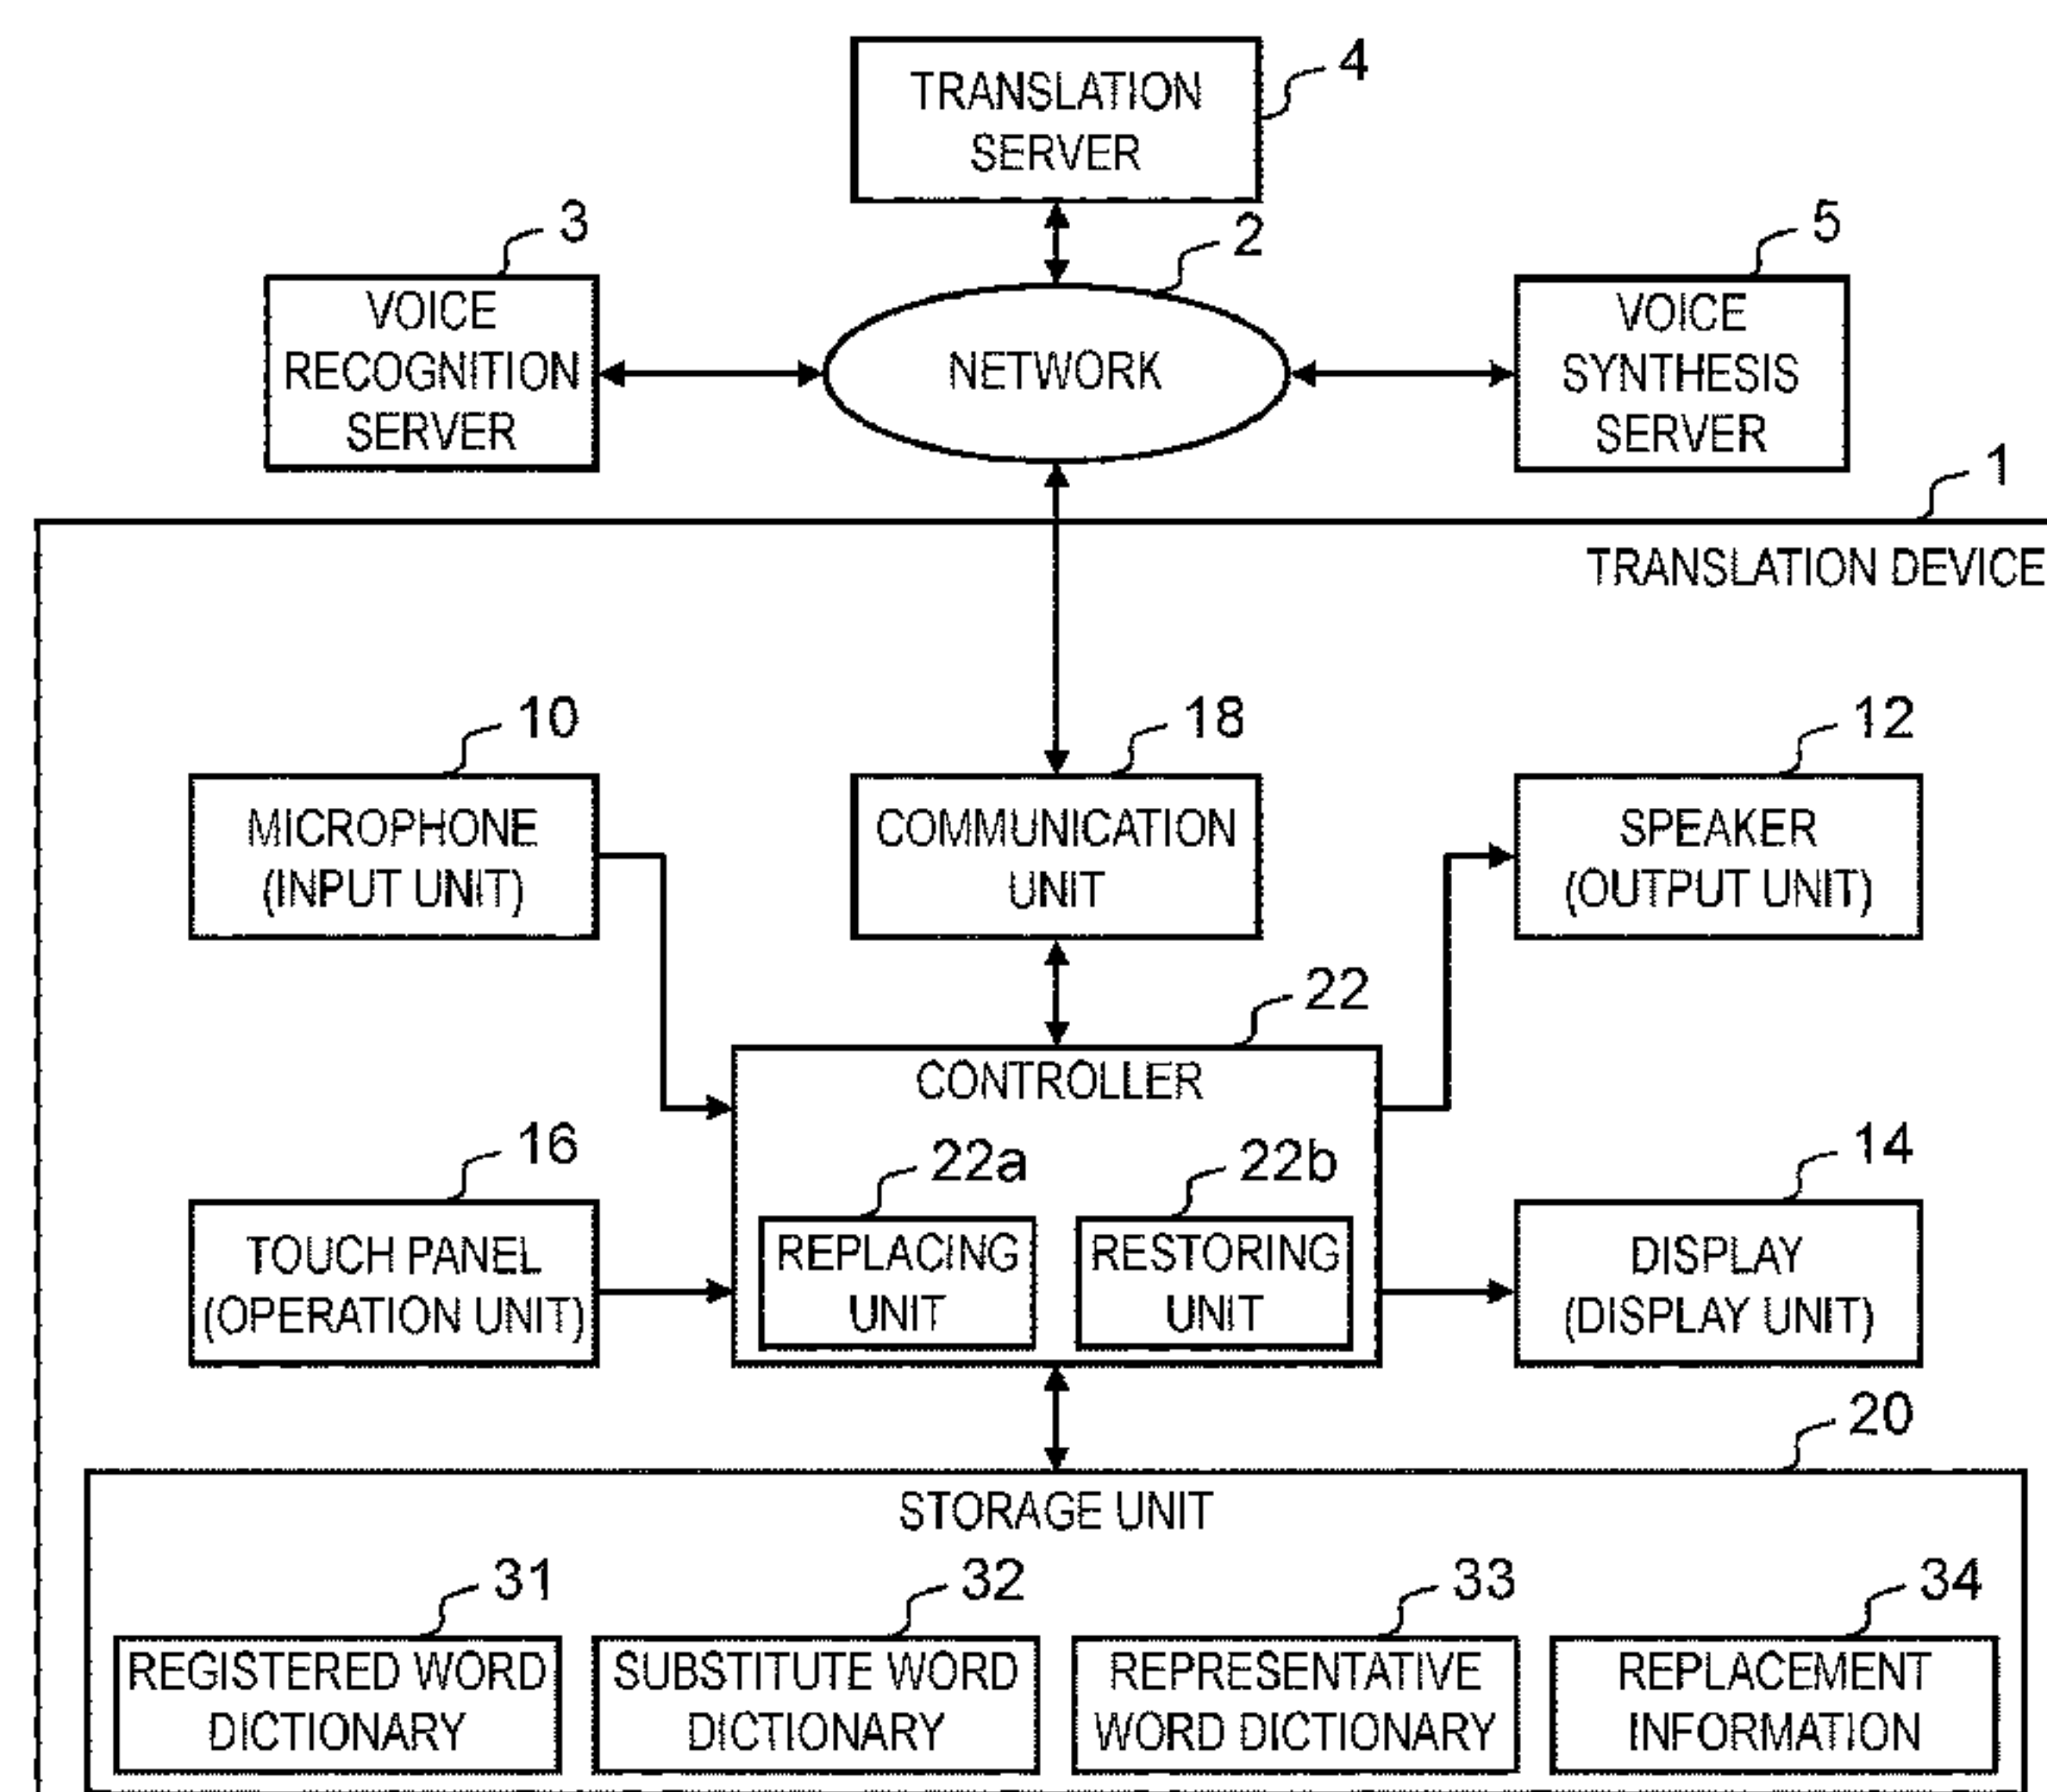 4
TRANSLATION
SERVER
3
2
5
VOICE
RECOGNITION
SERVER
NETWORK
VOICE
SYNTHESIS
SERVER
1
TRANSLATION DEVICE
10
18
12
MICROPHONE
(INPUT UNIT)
COMMUNICATION
UNIT
SPEAKER
(OUTPUT UNIT)
22
CONTROLLER
16
22a
22b
14
TOUCH PANEL
(OPERATION UNIT)
REPLACING
UNIT
RESTORING
UNIT
DISPLAY
(DISPLAY UNIT)
20
STORAGE UNIT
31
32
33
34
REGISTERED WORD
DICTIONARY
SUBSTITUTE WORD
DICTIONARY
REPRESENTATIVE
WORD DICTIONARY
REPLACEMENT
INFORMATION